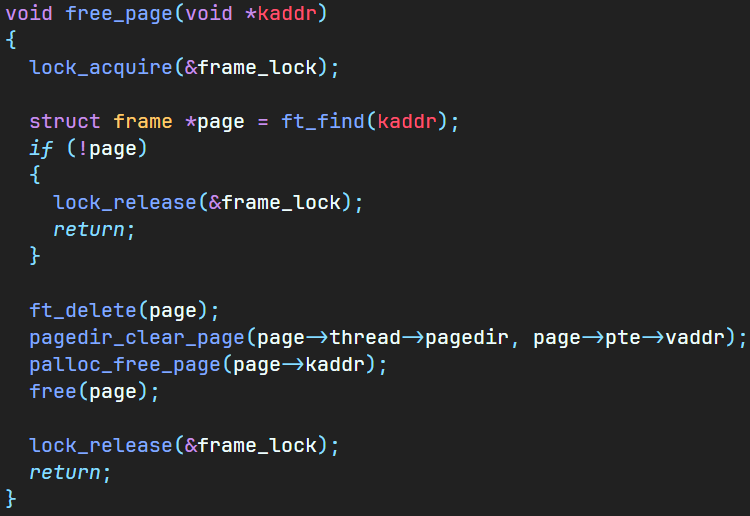 void free_page(void *kaddr)
{
  lock_acquire(&frame_lock);

  struct frame *page = ft_find(kaddr);
  if (!page)
  {
    lock_release(&frame_lock);
    return;
  }

  ft_delete(page);
  pagedir_clear_page(page->thread->pagedir, page->pte->vaddr);
  palloc_free_page(page->kaddr);
  free(page);

  lock_release(&frame_lock);
  return;
}